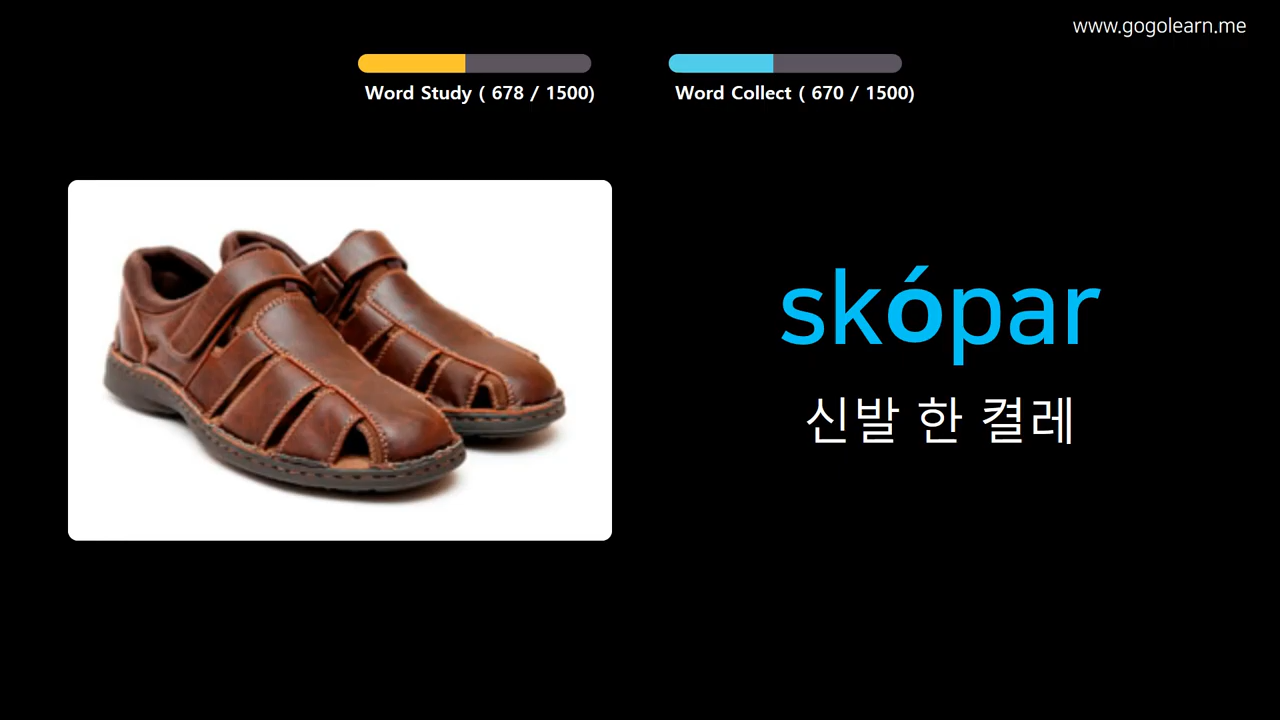 www.gogolearn.me
Word Study ( 678 / 1500)
Word Collect ( 670 / 1500)
skópar
신발 한 켤레